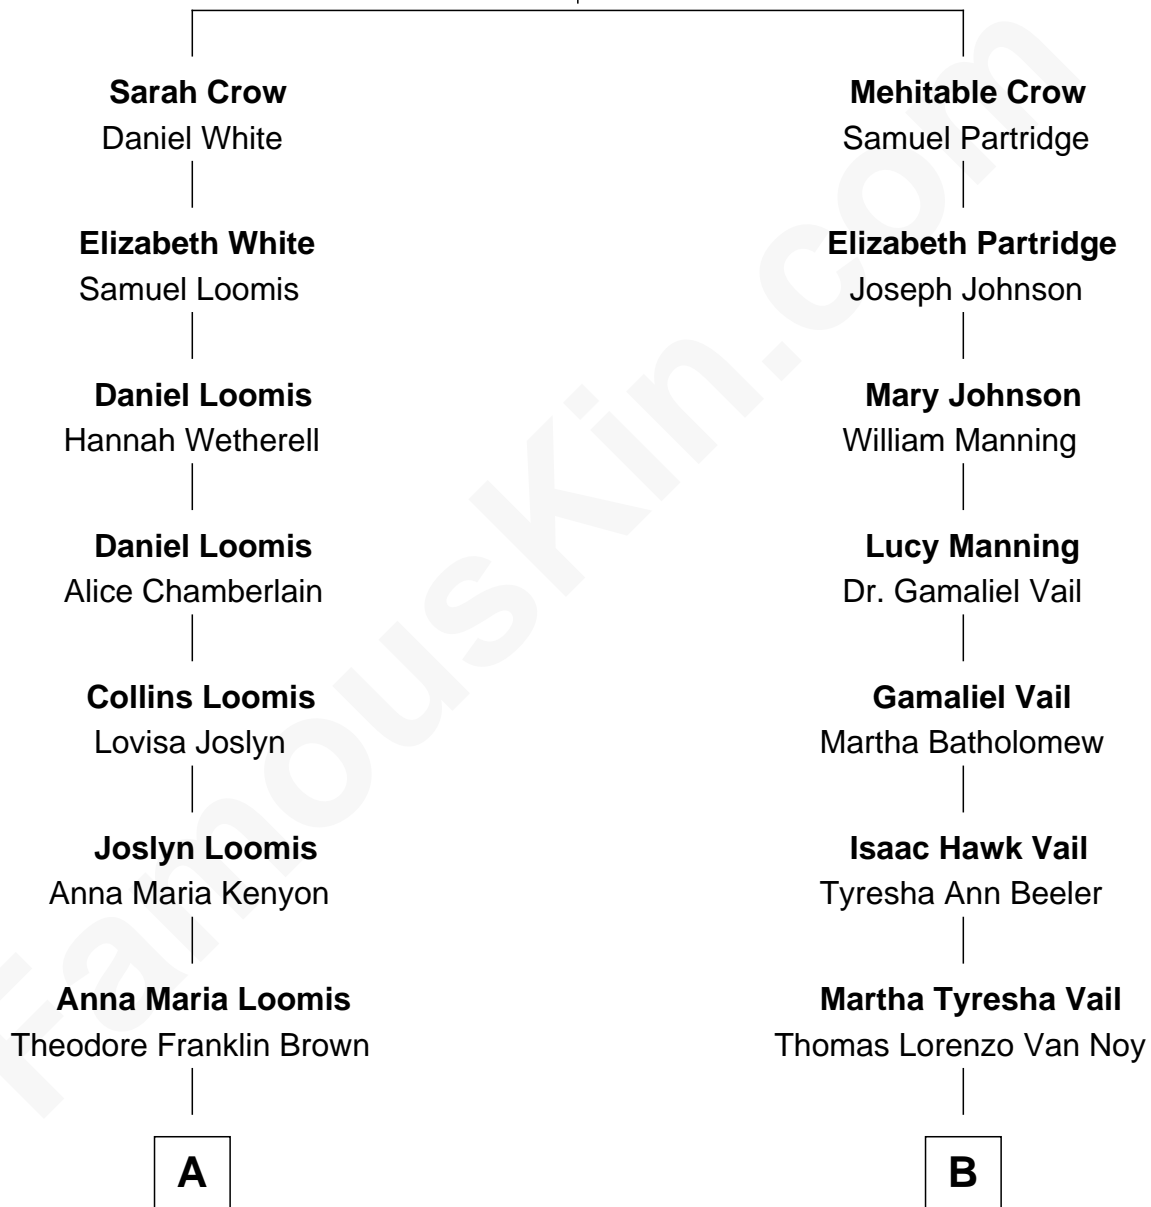 Sarah Crow
Daniel White
Elizabeth White
Samuel Loomis
Daniel Loomis
Hannah Wetherell
Daniel Loomis
Alice Chamberlain
Collins Loomis
Lovisa Joslyn
Joslyn Loomis
Anna Maria Kenyon
Anna Maria Loomis
Theodore Franklin Brown
A
Mehitable Crow
Samuel Partridge
Elizabeth Partridge
Joseph Johnson
Mary Johnson
William Manning
Lucy Manning
Dr. Gamaliel Vail
Gamaliel Vail
Martha Batholomew
Isaac Hawk Vail
Tyresha Ann Beeler
Martha Tyresha Vail
Thomas Lorenzo Van Noy
B
FamousKin.com